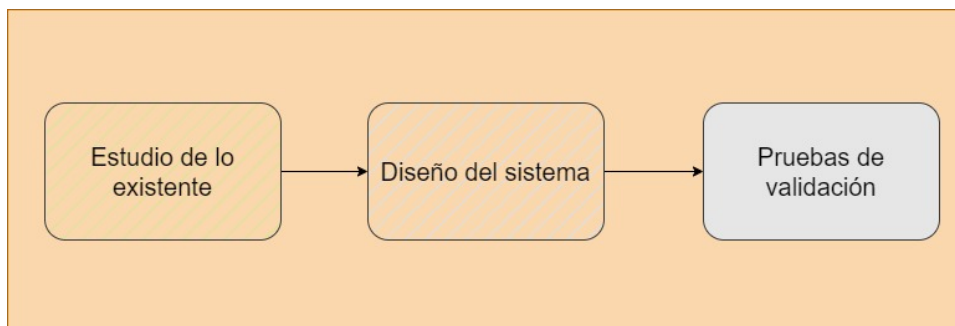 Estudio de lo
existente
Diseño del sistema
Pruebas de
validación